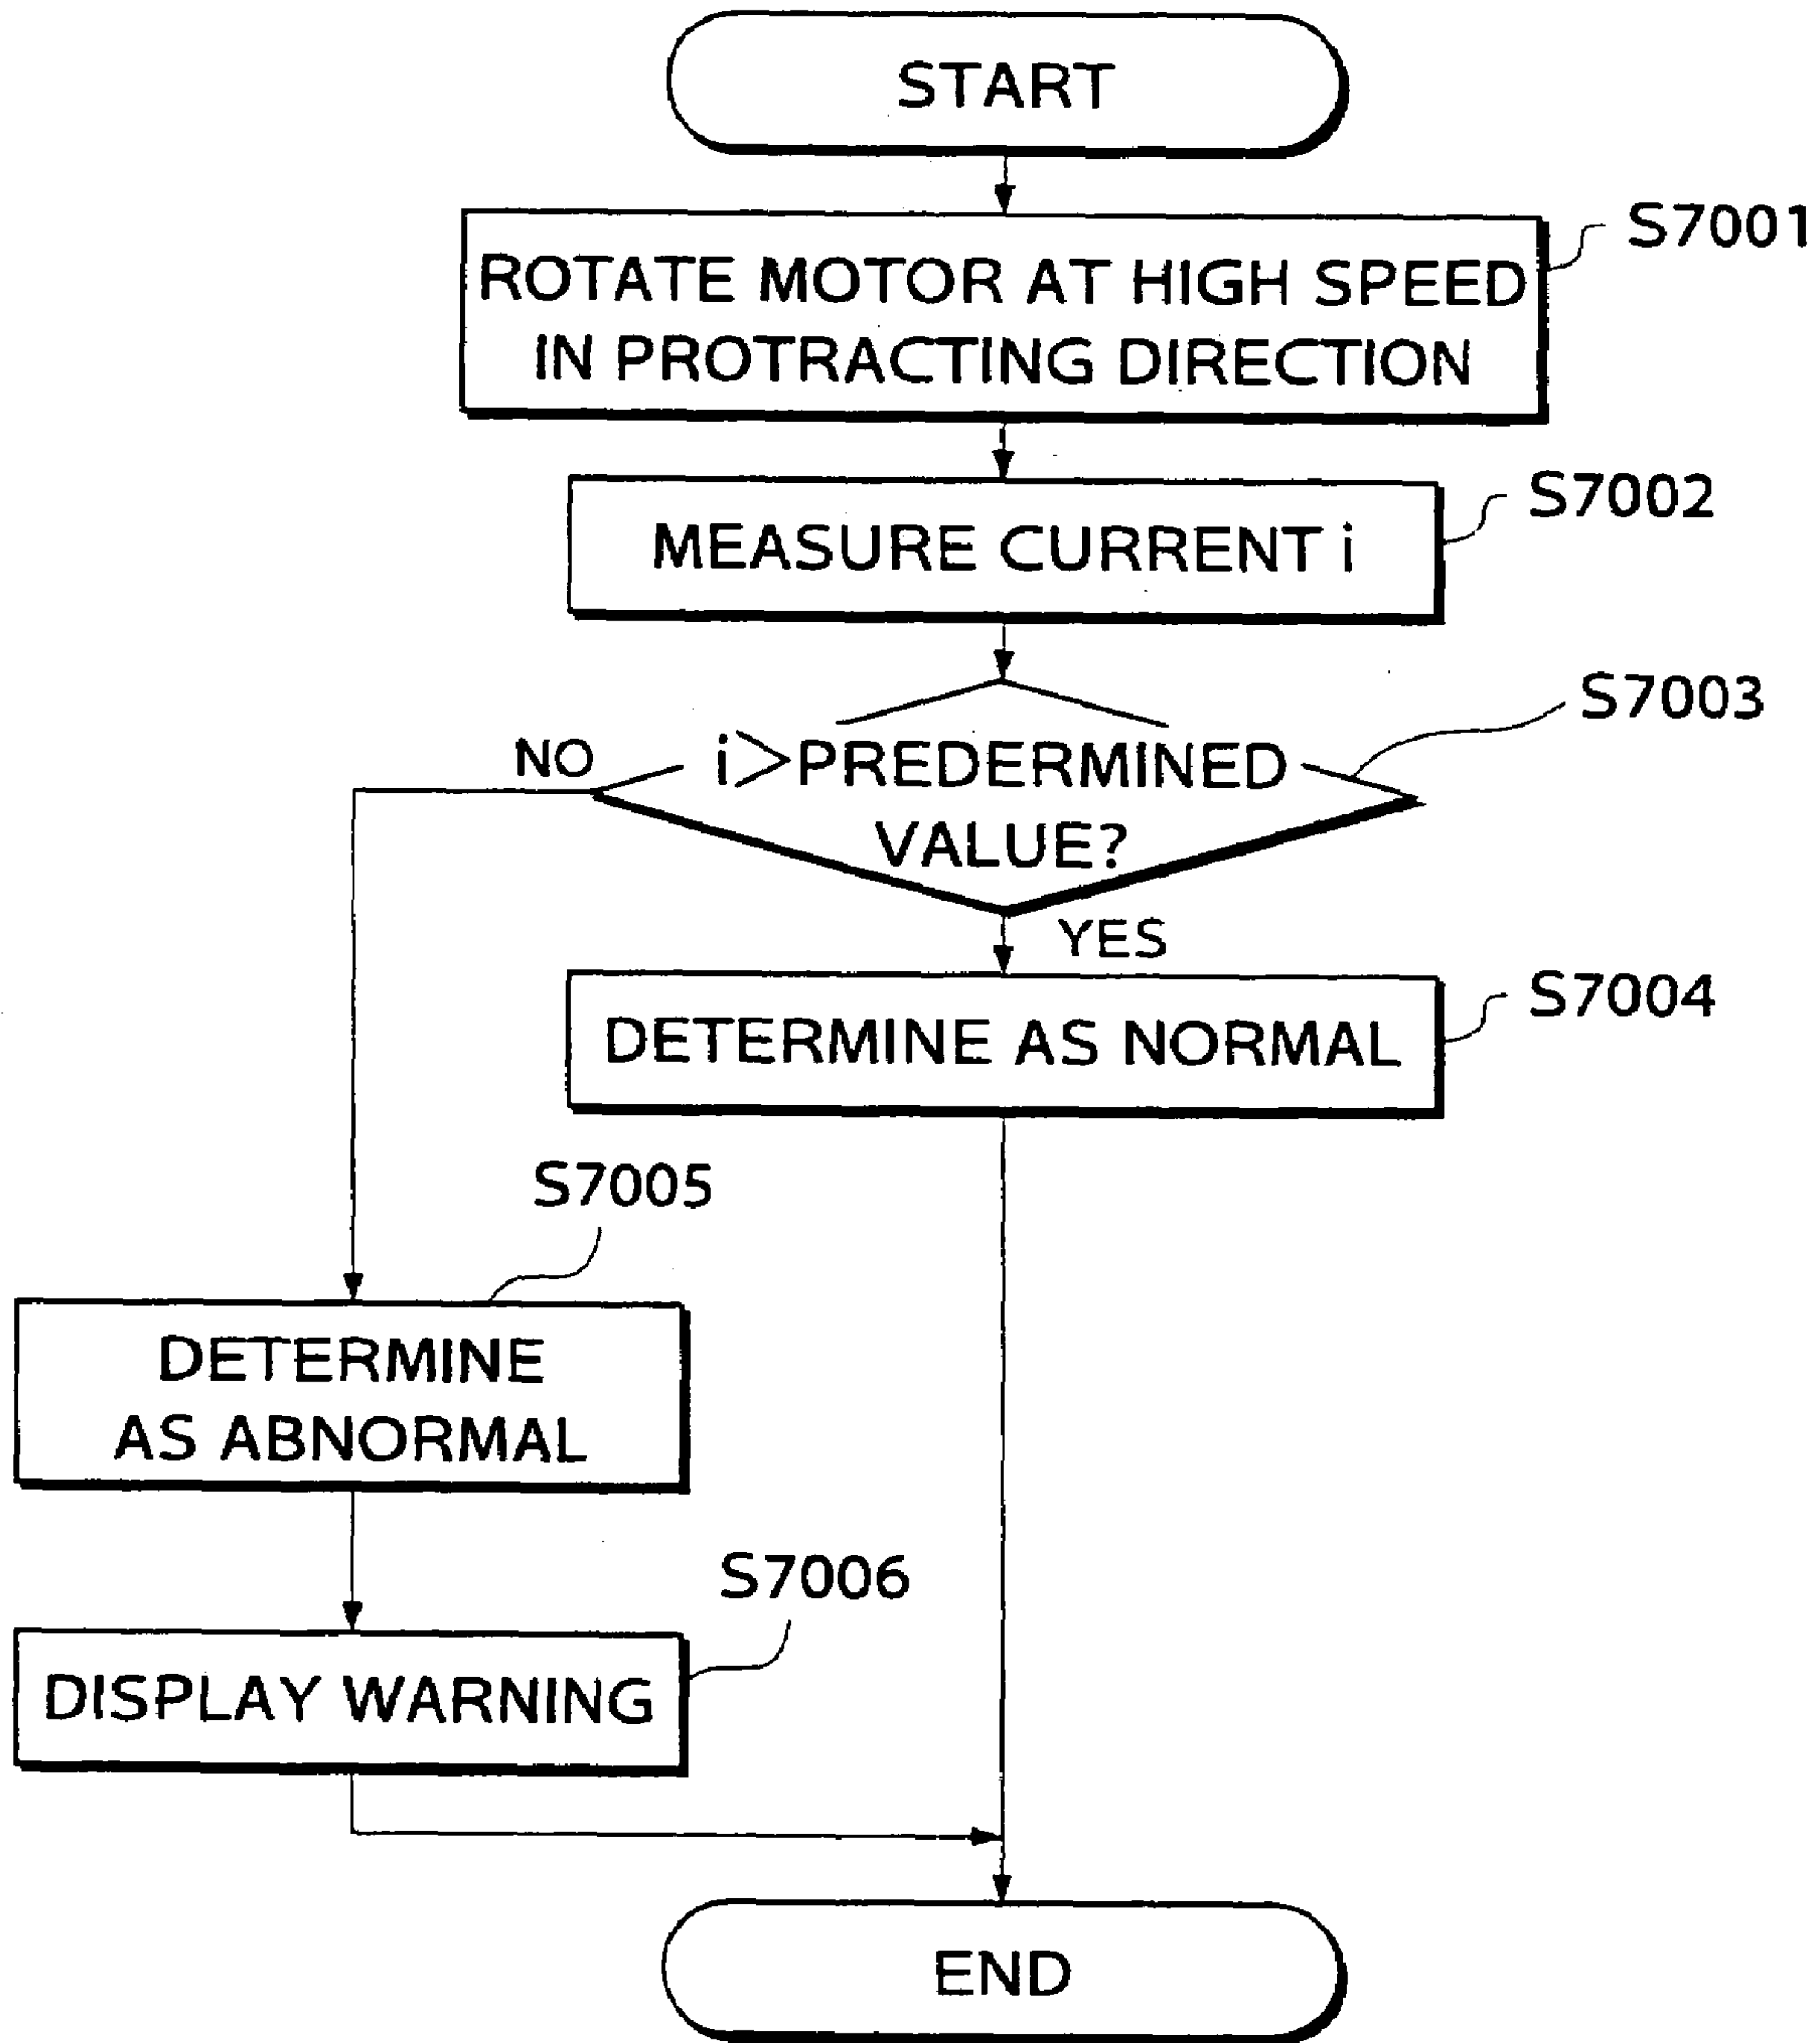 START
S7001
ROTATE MOTOR AT HIGH SPEED
IN PROTRACTING DIRECTION
S7002
MEASURE CURRENT i
S7003
NO
i>PREDERMINED
VALUE?
YES
S7004
DETERMINE AS NORMAL
S7005
DETERMINE
AS ABNORMAL
S7006
DISPLAY WARNING
END